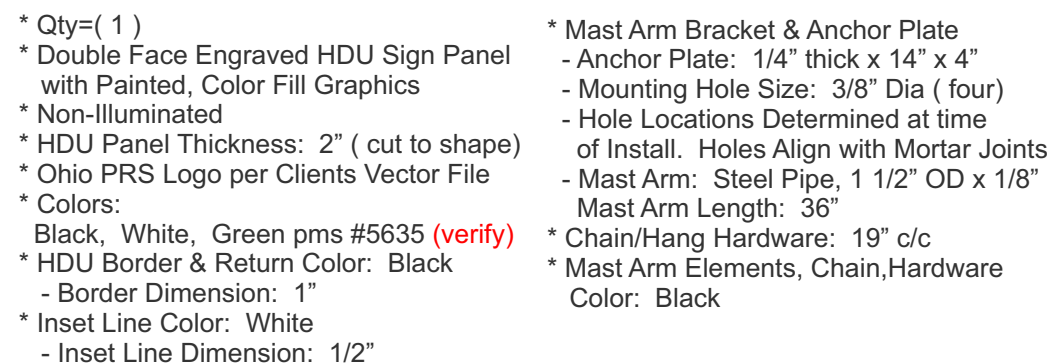 * Qty=( 1 )
* Double Face Engraved HDU Sign Panel
with Painted, Color Fill Graphics
* Non-Illuminated
* HDU Panel Thickness: 2” ( cut to shape)
* Ohio PRS Logo per Clients Vector File
* Colors:
Black, White, Green pms #5635 (verify)
* HDU Border & Return Color: Black
- Border Dimension: 1”
* Inset Line Color: White
- Inset Line Dimension: 1/2”
* Mast Arm Bracket & Anchor Plate
- Anchor Plate: 1/4” thick x 14” x 4”
- Mounting Hole Size: 3/8” Dia ( four)
- Hole Locations Determined at time
of Install. Holes Align with Mortar Joints
- Mast Arm: Steel Pipe, 1 1/2” OD x 1/8”
Mast Arm Length: 36”
* Chain/Hang Hardware: 19” c/c
* Mast Arm Elements, Chain,Hardware
Color: Black